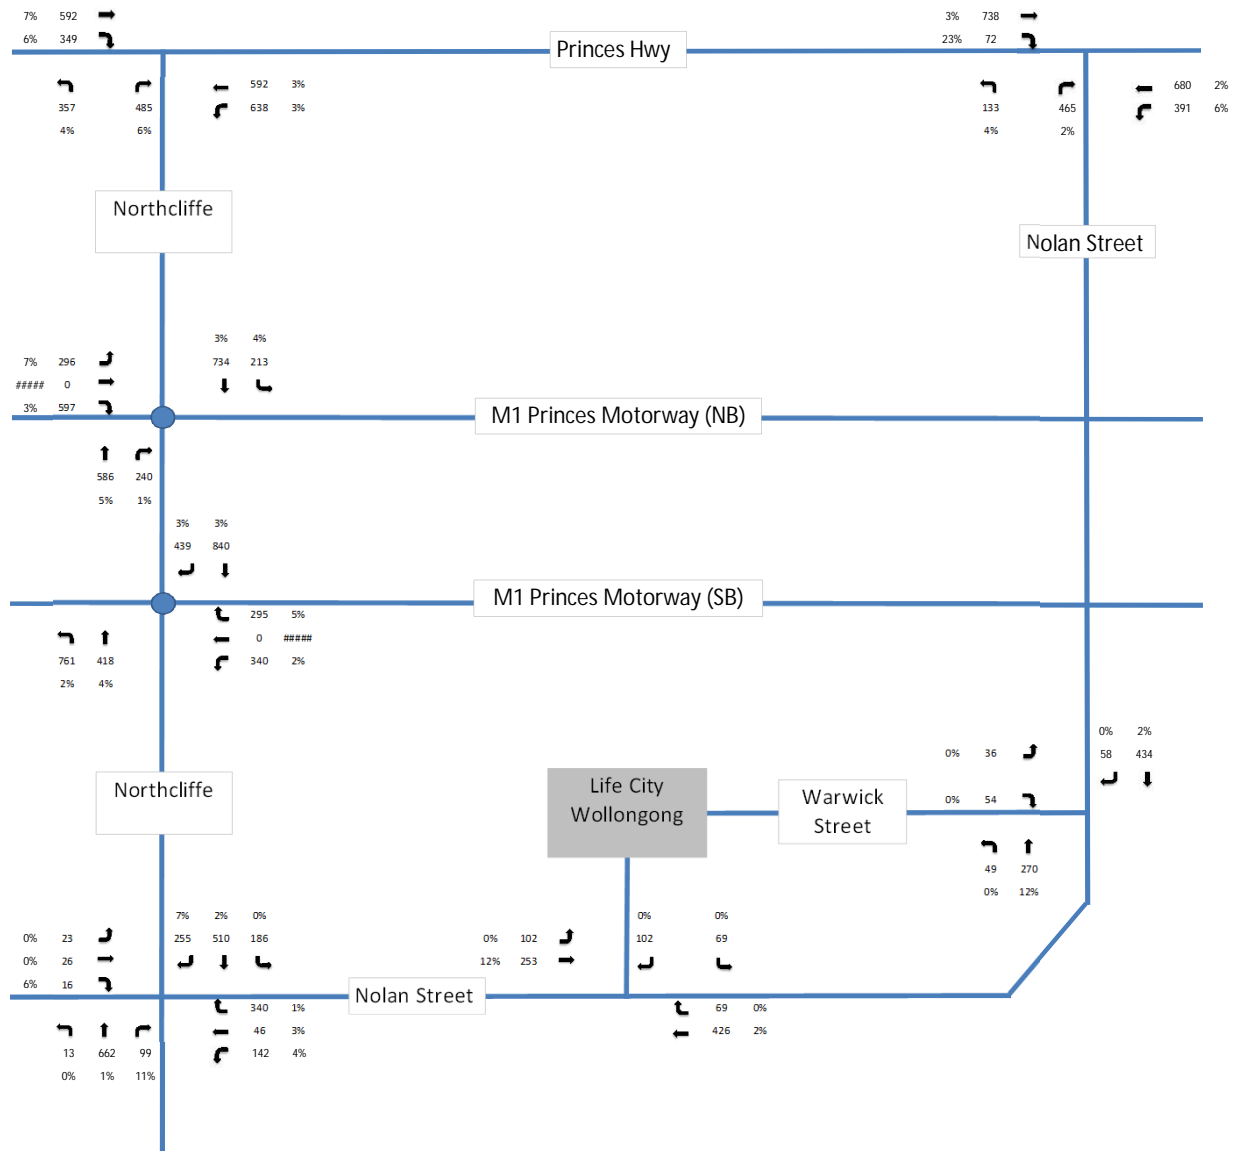 7% 592 3% 738
6% 349 23% 72
Princes Hwy
592 3% 680 2%
357 485 638 3% 133 465 391 6%
4% 6% 4% 2%
Northcliffe
Nolan Street
3% 4%
7% 296 734 213
##### 0
3% 597
M1 Princes Motorway (NB)
586 240
5% 1%
3% 3%
439 840
M1 Princes Motorway (SB)
295 5%
0 #####
761 418 340 2%
2% 4%
0% 2%
0% 36 58 434
Northcliffe
Life City
Wollongong
Warwick
Street
0% 54
49 270
0% 12%
7% 2% 0% 0% 0%
0% 23 255 510 186 0% 102 102 69
0% 26 12% 253
6% 16
Nolan Street
340 1% 69 0%
46 3% 426 2%
13 662 99 142 4%
0% 1% 11%